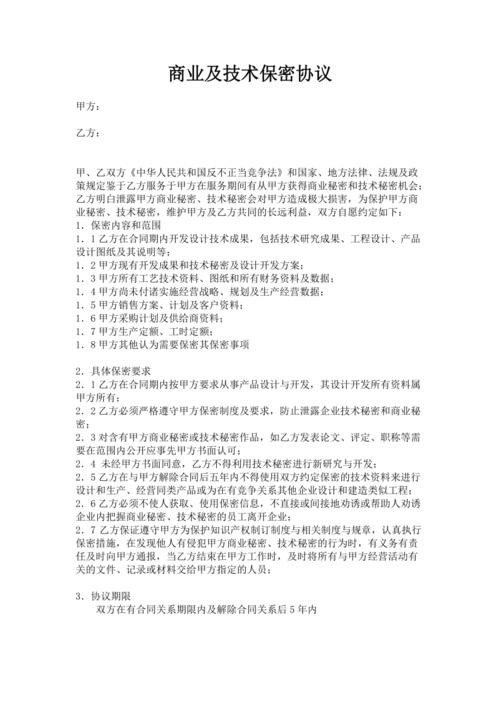 商业及技术保密协议
甲方：
乙方：
甲、乙双方《中华人民共和国反不正当竞争法》和国家、地方法律、法规及政
策规定鉴于乙方服务于甲方在服务期间有从甲方获得商业秘密和技术秘密机会；
乙方明白泄露甲方商业秘密、技术秘密会对甲方造成极大损害，为保护甲方商
业秘密、技术秘密，维护甲方及乙方共同的长远利益，双方自愿约定如下：
1．保密内容和范围
1．1乙方在合同期内开发设计技术成果，包括技术研究成果、工程设计、产品
设计图纸及其说明等；
1．2甲方现有开发成果和技术秘密及设计开发方案；
1．3甲方所有工艺技术资料、图纸和所有财务资料及数据；
1．4甲方尚未付诸实施经营战略、规划及生产经营数据；
1．5甲方销售方案、计划及客户资料；
1．6甲方采购计划及供给商资料；
1．7甲方生产定额、工时定额；
1．8甲方其他认为需要保密其保密事项
2．具体保密要求
2．1乙方在合同期内按甲方要求从事产品设计与开发，其设计开发所有资料属
甲方所有；
2．2乙方必须严格遵守甲方保密制度及要求，防止泄露企业技术秘密和商业秘
密；
2．3对含有甲方商业秘密或技术秘密作品，如乙方发表论文、评定、职称等需
要在范围内公开应事先甲方书面认可；
2．4 未经甲方书面同意，乙方不得利用技术秘密进行新研究与开发；
2．5乙方在与甲方解除合同后五年内不得使用双方约定保密的技术资料来进行
设计和生产、经营同类产品或为在有竞争关系其他企业设计和建造类似工程；
2．6乙方必须不使人获取、使用保密信息，不直接或间接地劝诱或帮助人劝诱
企业内把握商业秘密、技术秘密的员工离开企业；
2．7乙方保证遵守甲方为保护知识产权制订制度与相关制度与规章，认真执行
保密措施，在发现他人有侵犯甲方商业秘密、技术秘密的行为时，有义务有责
任及时向甲方通报，当乙方结束在甲方工作时，及时将所有与甲方经营活动有
关的文件、记录或材料交给甲方指定的人员；
3．协议期限
双方在有合同关系期限内及解除合同关系后5年内